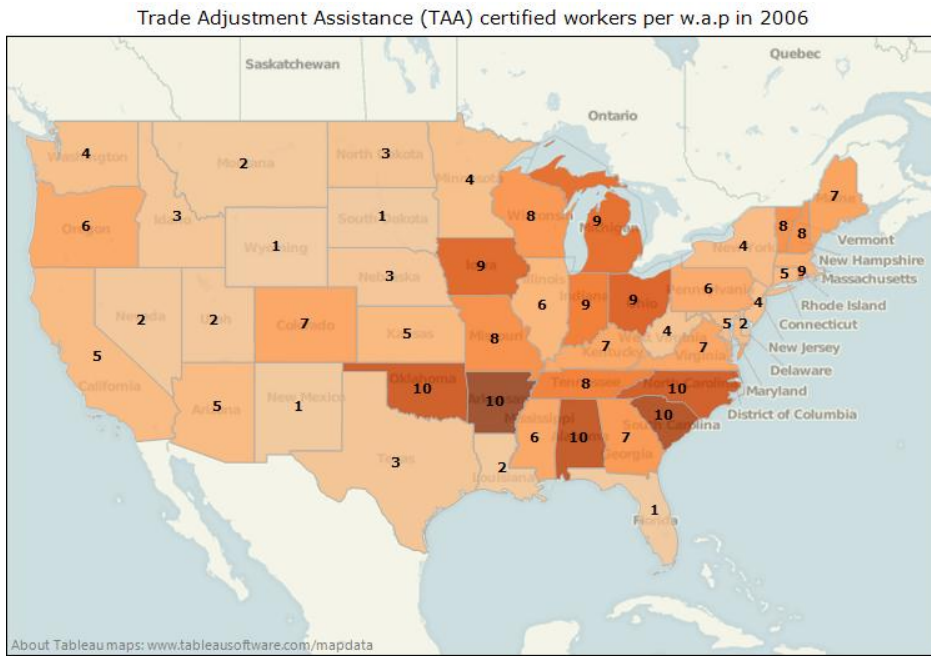 Trade Adjustment Assistance (TAA) certified workers per w.a.p in 2006
Quebec
Saskatchewan
Ontario
4
Washington
2
Montana
3
North Dakota
4
Minnesota
6
Oregon
3
Idaho
1
South Dakota
8
Wisconsin
9
Michigan
7
Maine
8
8
Vermont
4
New York
1
Wyoming
9
Iowa
New Hampshire
5
9
Massachusetts
3
Nebraska
6
Pennsylvania
Rhode Island
2
Nevada
2
Utah
7
Colorado
5
Kansas
8
Missouri
6
Illinois
9
Indiana
9
Ohio
4
Connecticut
5
2
New Jersey
4
West Virginia
7
Virginia
7
Kentucky
Delaware
5
California
Maryland
5
Arizona
1
New Mexico
10
Oklahoma
10
Arkansas
8
Tennessee
10
North Carolina
District of Columbia
10
South Carolina
3
Texas
2
Louisiana
6
Mississippi
10
Alabama
7
Georgia
1
Florida
About Tableau maps: www.tableausoftware.com/mapdata